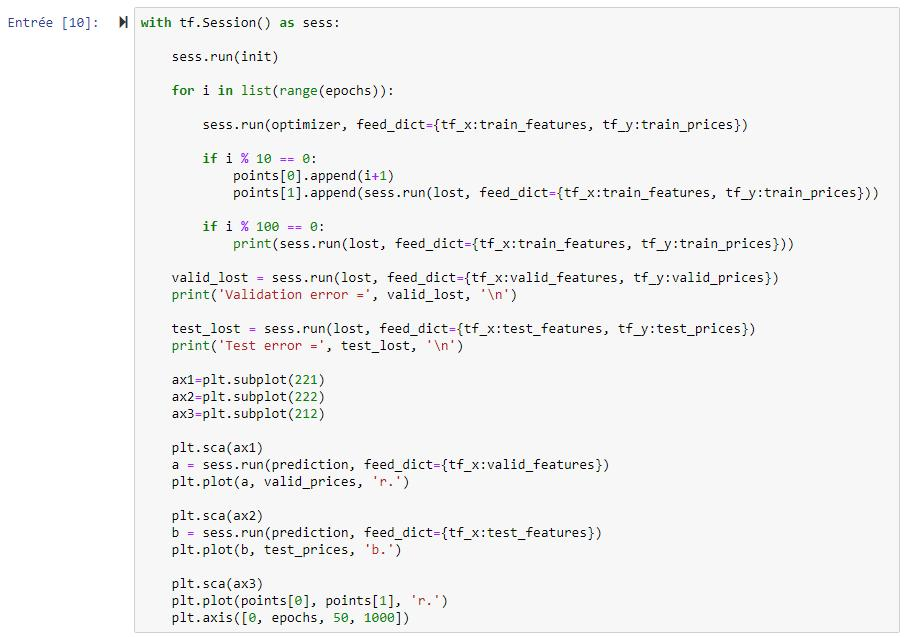 Entrée [10]: with tf.Session() as sess:
    sess.run(init)
    for i in list(range(epochs)):
        sess.run(optimizer, feed_dict={tf_x:train_features, tf_y:train_prices})
        if i % 10 == 0:
            points[0].append(i+1)
            points[1].append(sess.run(lost, feed_dict={tf_x:train_features, tf_y:train_prices}))
        if i % 100 == 0:
            print(sess.run(lost, feed_dict={tf_x:train_features, tf_y:train_prices}))
    valid_lost = sess.run(lost, feed_dict={tf_x:valid_features, tf_y:valid_prices})
    print('Validation error =', valid_lost, '\n')
    test_lost = sess.run(lost, feed_dict={tf_x:test_features, tf_y:test_prices})
    print('Test error =', test_lost, '\n')
    ax1=plt.subplot(221)
    ax2=plt.subplot(222)
    ax3=plt.subplot(212)
    plt.sca(ax1)
    a = sess.run(prediction, feed_dict={tf_x:valid_features})
    plt.plot(a, valid_prices, 'r.')
    plt.sca(ax2)
    b = sess.run(prediction, feed_dict={tf_x:test_features})
    plt.plot(b, test_prices, 'b.')
    plt.sca(ax3)
    plt.plot(points[0], points[1], 'r.')
    plt.axis([0, epochs, 50, 1000])